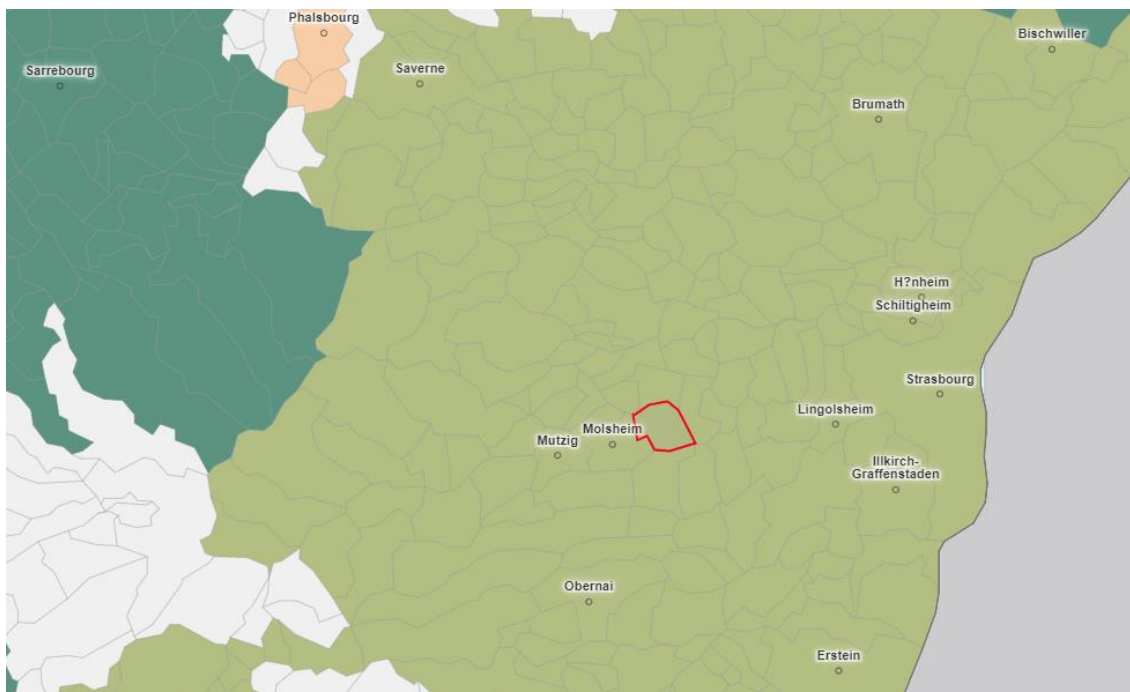 Phalsbourg
Bischwiller
Sarrebourg
Saverne
Brumath
H?nheim
Schiltigheim
Strasbourg
Lingolsheim
Molsheim
Mutzig
Illkirch-
Graffenstaden
Obernai
Erstein